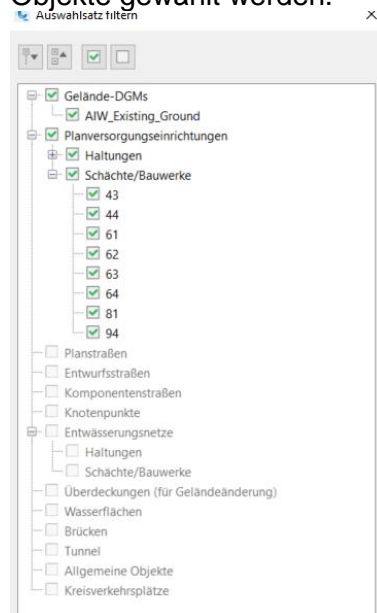 Objekte gewählt werden.
Auswahlsatz filtern
Gelände-DGMs
AIW_Existing_Ground
Planversorgungseinrichtungen
Haltungen
Schächte/Bauwerke
43
44
61
62
63
64
81
94
Planstraßen
Entwurfsstraßen
Komponentenstraßen
Knotenpunkte
Entwässerungsnetze
Haltungen
Schächte/Bauwerke
Überdeckungen (für Geländeänderung)
Wasserflächen
Brücken
Tunnel
Allgemeine Objekte
Kreisverkehrsplätze